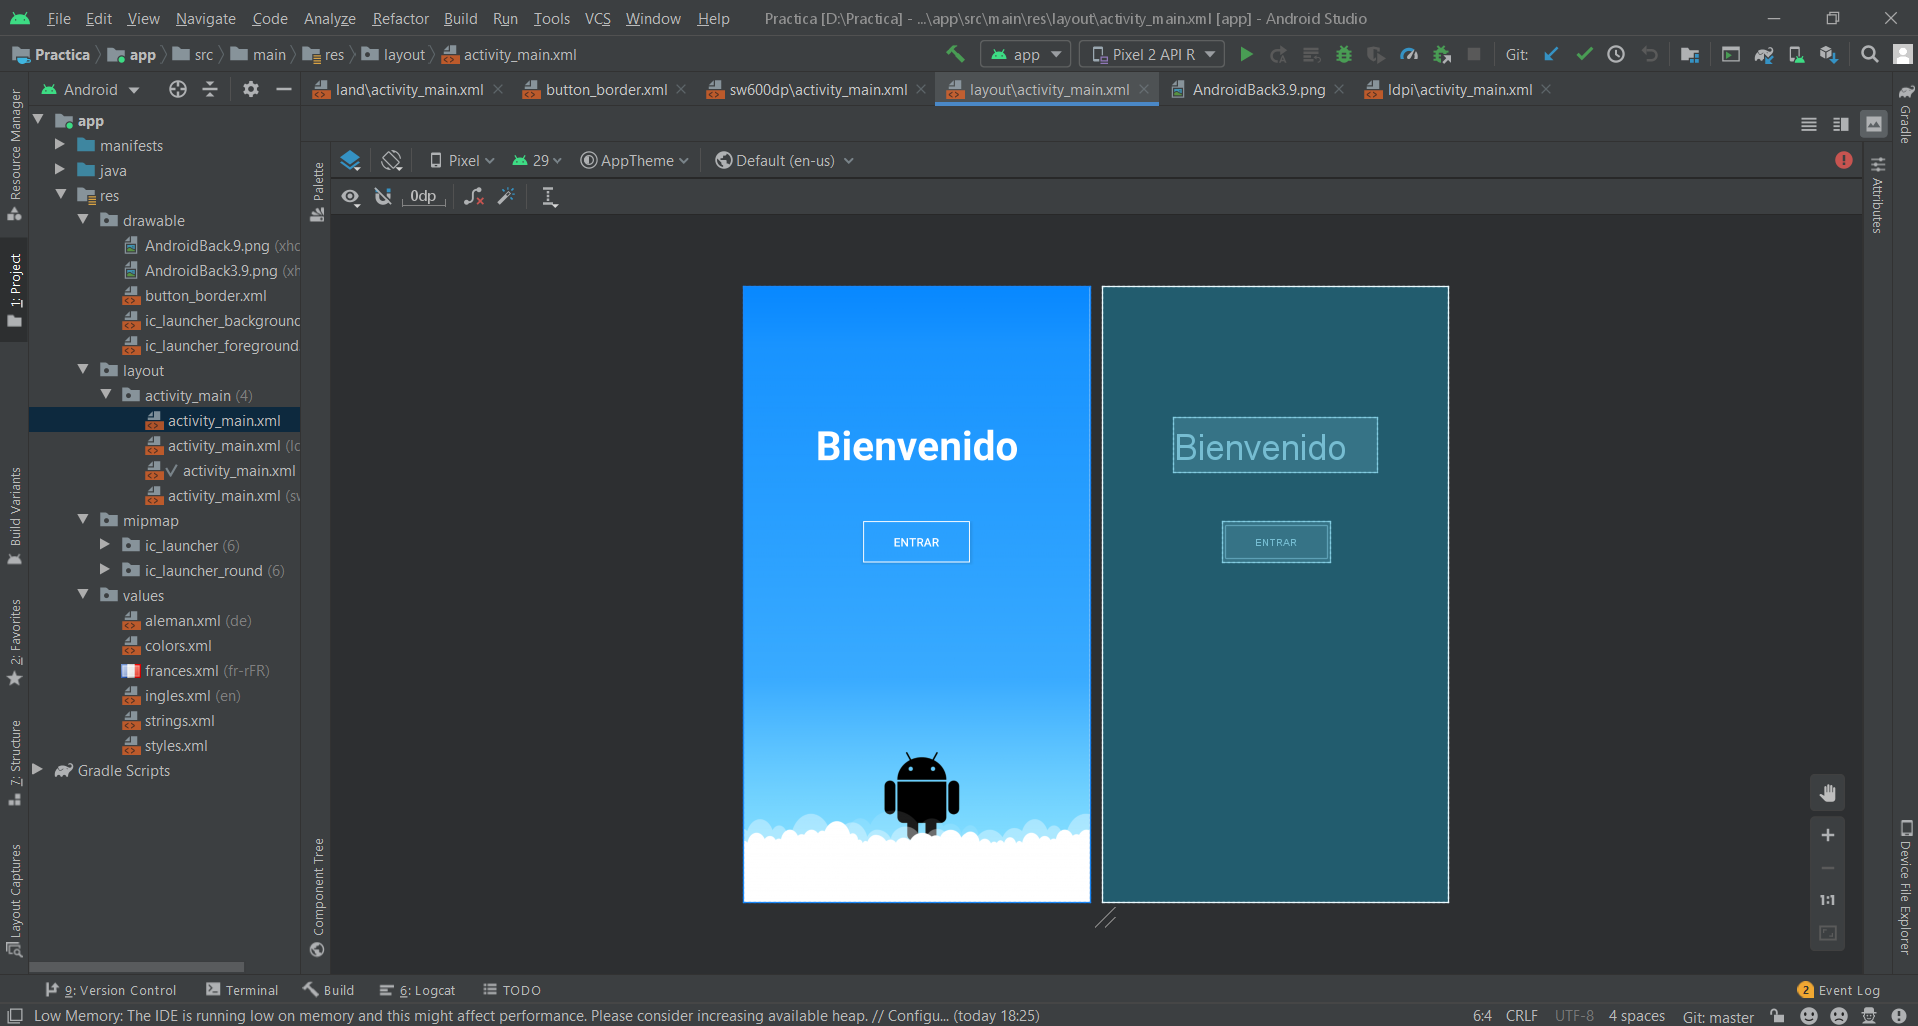 File Edit View Navigate Code Analyze Refactor Build Run Tools VCS Window Help Practica [D:\Practica] - ...\app\src\main\res\layout\activity_main.xml [app] - Android Studio
Practica app src main res layout activity_main.xml app Pixel 2 API R Git:
Android land\activity_main.xml button_border.xml sw600dp\activity_main.xml layout\activity_main.xml AndroidBack3.9.png ldpi\activity_main.xml
Pixel 29 AppTheme Default (en-us)
0dp
Resource Manager
1: Project
Build Variants
2: Favorites
7: Structure
Layout Captures
app
manifests
java
res
drawable
AndroidBack.9.png (xhd
AndroidBack3.9.png (xh
button_border.xml
ic_launcher_background
ic_launcher_foreground.
layout
activity_main (4)
activity_main.xml
activity_main.xml (ld
activity_main.xml
activity_main.xml (sw
mipmap
ic_launcher (6)
ic_launcher_round (6)
values
aleman.xml (de)
colors.xml
frances.xml (fr-rFR)
ingles.xml (en)
strings.xml
styles.xml
Gradle Scripts
Palette
Component Tree
Bienvenido
ENTRAR
Bienvenido
ENTRAR
1:1
Gradle
Attributes
Device File Explorer
9: Version Control Terminal Build 6: Logcat TODO 2 Event Log
Low Memory: The IDE is running low on memory and this might affect performance. Please consider increasing available heap. // Configu... (today 18:25) 6:4 CRLF UTF-8 4 spaces Git: master